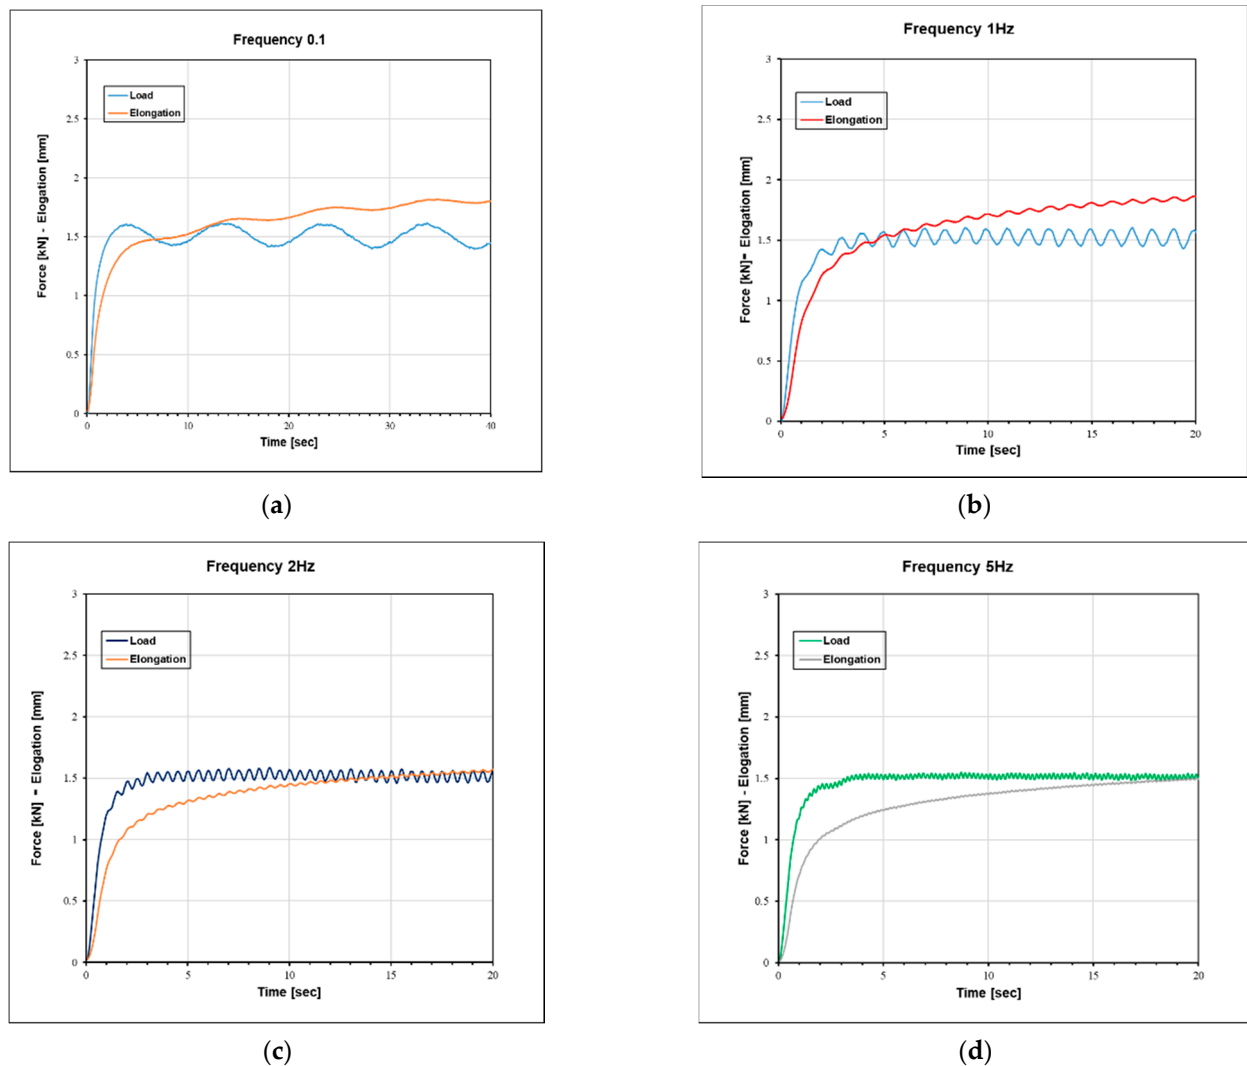 Frequency 0.1
3
2.5
2
1.5
1
0.5
0
Force [kN] - Elogation [mm]
Load
Elongation
0 10 20 30 40
Time [sec]
(a)
Frequency 1Hz
3
2.5
2
1.5
1
0.5
0
Force [kN]= Elogation [mm]
Load
Elongation
0 5 10 15 20
Time [sec]
(b)
Frequency 2Hz
3
2.5
2
1.5
1
0.5
0
Force [kN] = Elogation [mm]
Load
Elongation
0 5 10 15 20
Time [sec]
(c)
Frequency 5Hz
3
2.5
2
1.5
1
0.5
0
Force [kN] - Elogation [mm]
Load
Elongation
0 5 10 15 20
Time [sec]
(d)